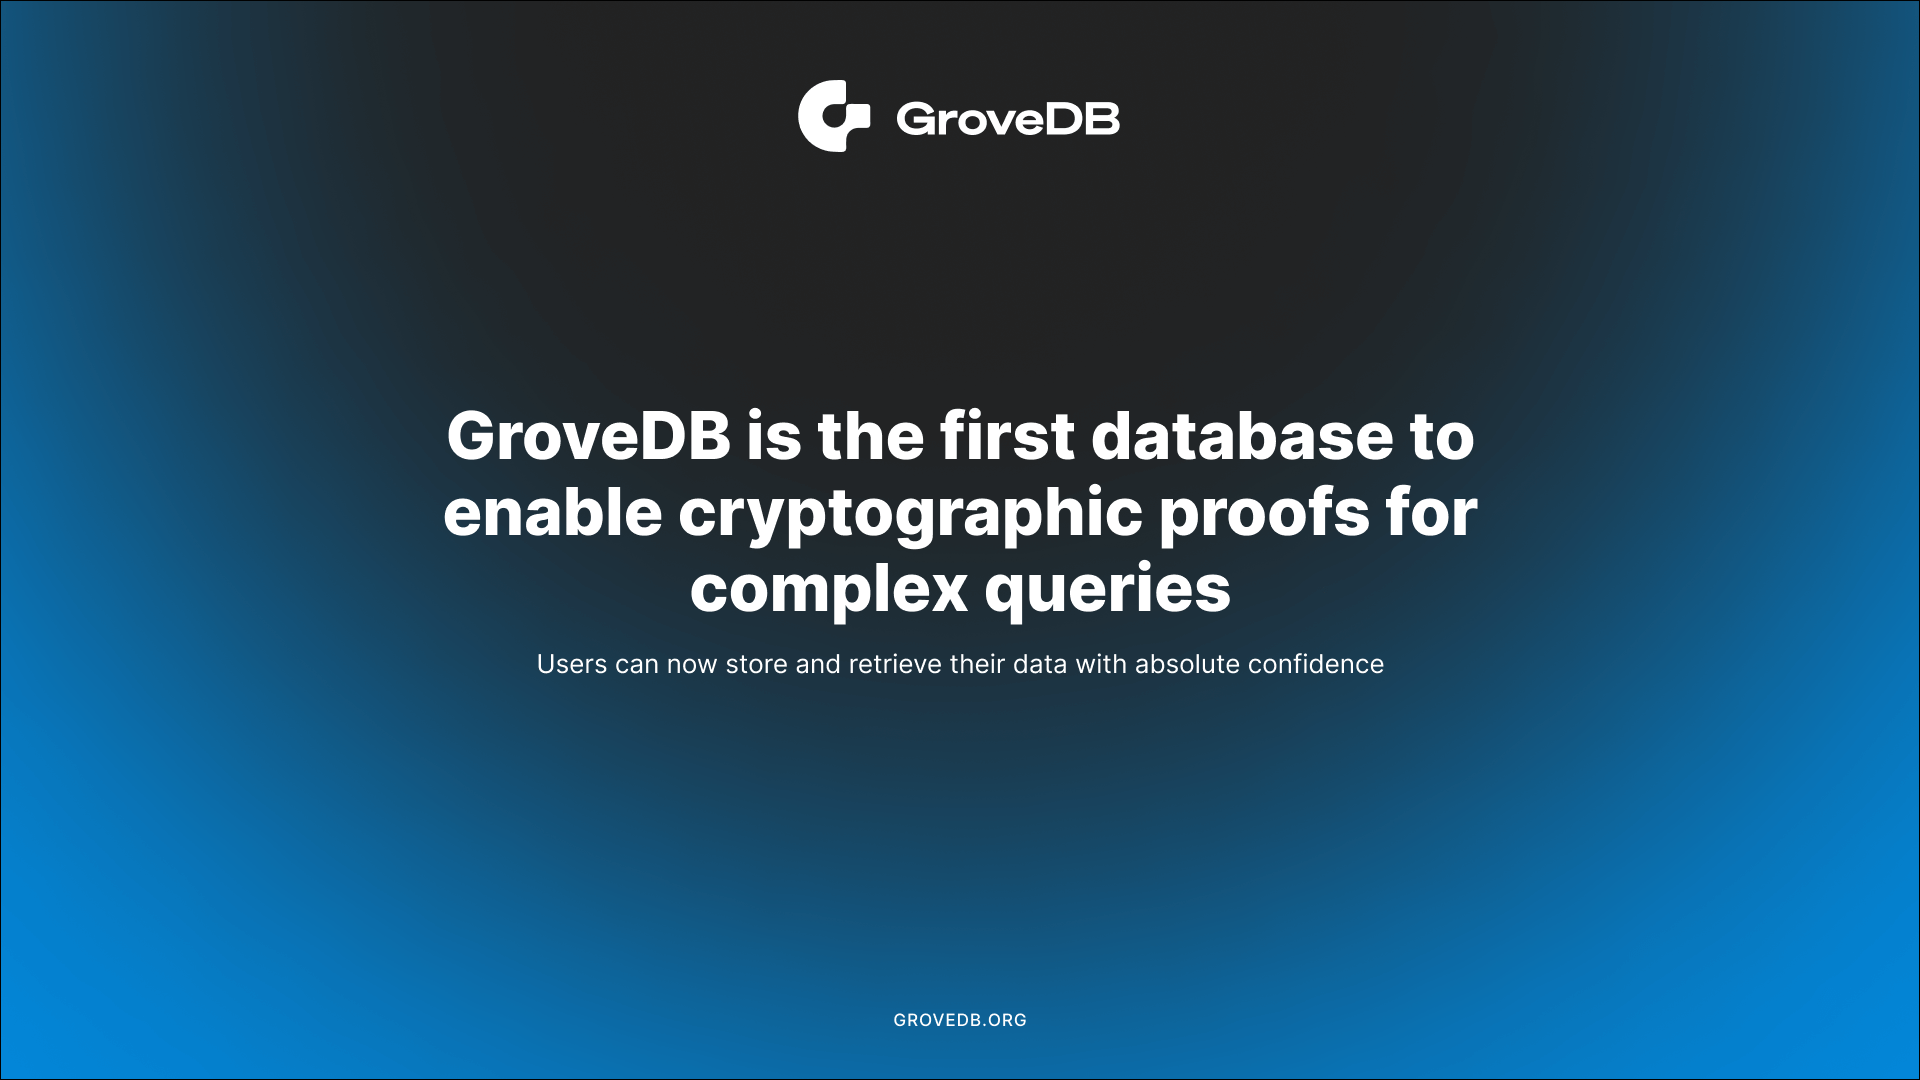 GroveDB
GroveDB is the first database to
enable cryptographic proofs for
complex queries
Users can now store and retrieve their data with absolute confidence
GROVEDB.ORG